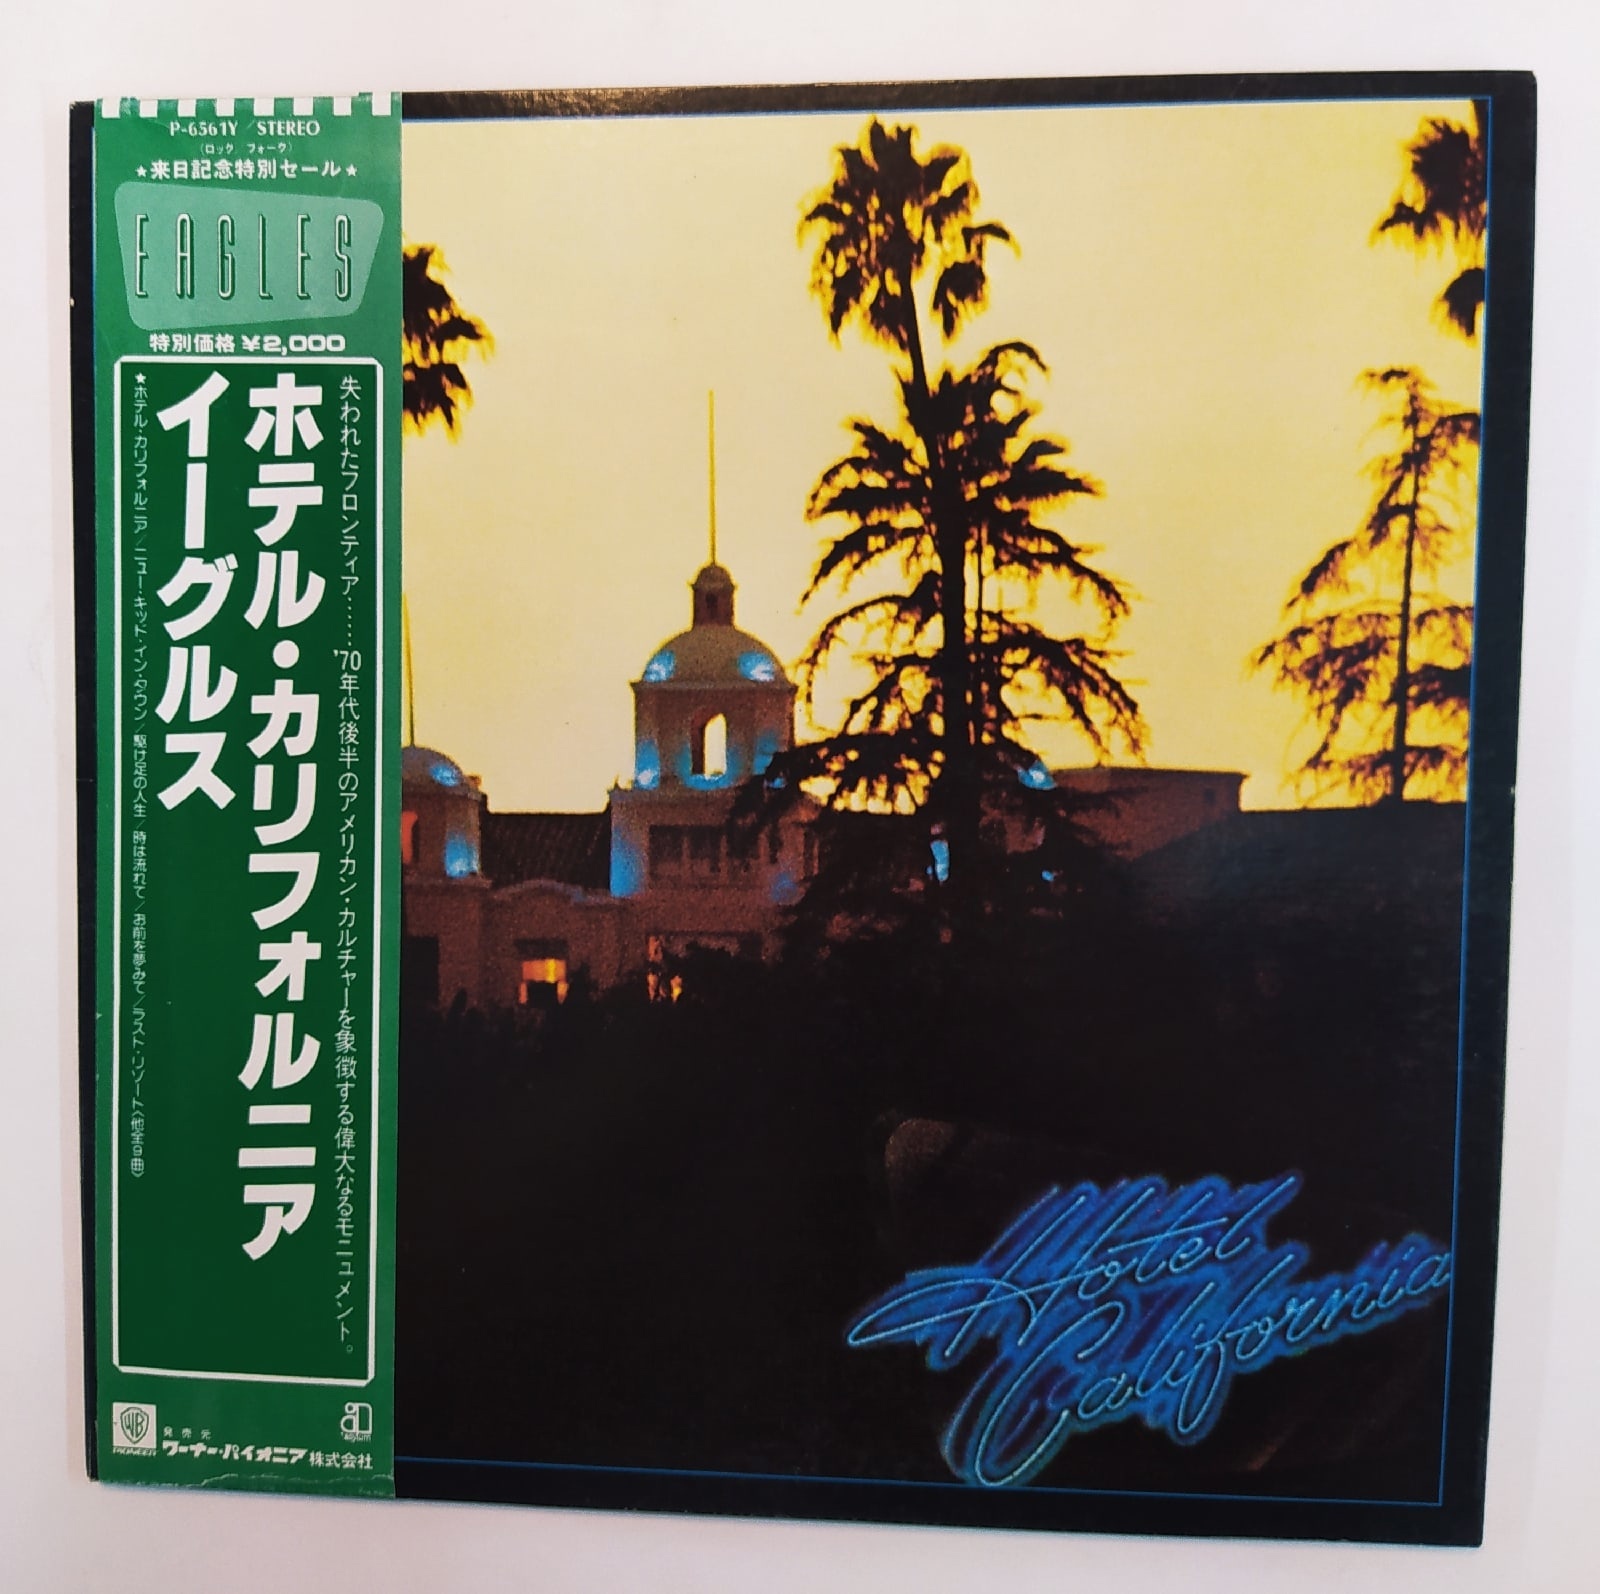 P-6561Y / STEREO
(ロック フォーク)
★来日記念特別セール★
EAGLES
特別価格 ¥2,000
失われたフロンティア……'70年代後半のアメリカン・カルチャーを象徴する偉大なるモニュメント。
ホテル・カリフォルニア
イーグルス
★ホテル・カリフォルニア/ニュー・キッド・イン・タウン/駆け足の人生/時は流れて/お前を夢みて/ラスト・リゾート〈他全9曲〉
WB
PIONEER
発売元
ワーナー・パイオニア株式会社
asylum
Hotel
California